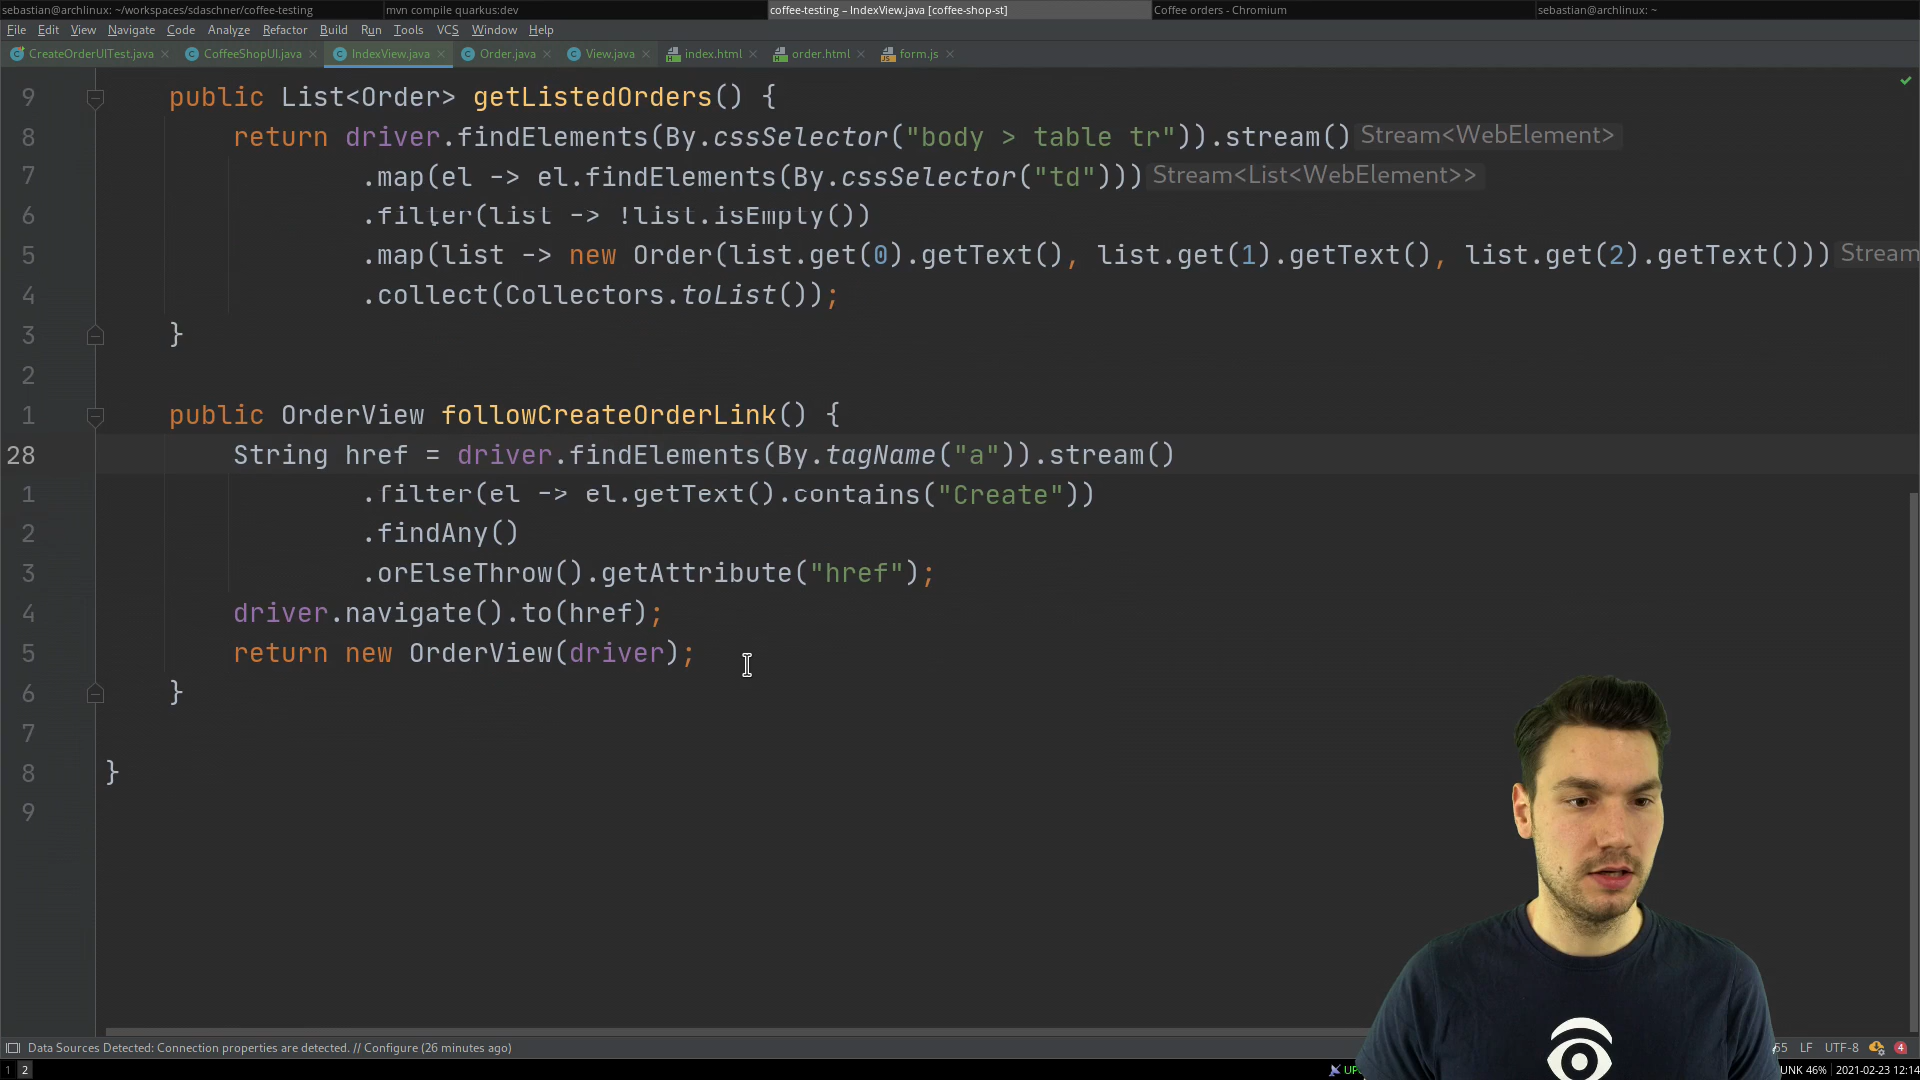 sebastian@archlinux: ~/workspaces/sdaschner/coffee-testing mvn compile quarkus:dev coffee-testing – IndexView.java [coffee-shop-st] Coffee orders - Chromium sebastian@archlinux: ~
File Edit View Navigate Code Analyze Refactor Build Run Tools VCS Window Help
CreateOrderUITest.java CoffeeShopUI.java IndexView.java Order.java View.java index.html order.html form.js
9 public List<Order> getListedOrders() {
8 return driver.findElements(By.cssSelector("body > table tr")).stream() Stream<WebElement>
7 .map(el -> el.findElements(By.cssSelector("td"))) Stream<List<WebElement>>
6 .filter(list -> !list.isEmpty())
5 .map(list -> new Order(list.get(0).getText(), list.get(1).getText(), list.get(2).getText())) Stream
4 .collect(Collectors.toList());
3 }
2
1 public OrderView followCreateOrderLink() {
28 String href = driver.findElements(By.tagName("a")).stream()
1 .filter(el -> el.getText().contains("Create"))
2 .findAny()
3 .orElseThrow().getAttribute("href");
4 driver.navigate().to(href);
5 return new OrderView(driver);
6 }
7
8 }
9
Data Sources Detected: Connection properties are detected. // Configure (26 minutes ago) LF UTF-8 4
1 2 UNK 46% 2021-02-23 12:14